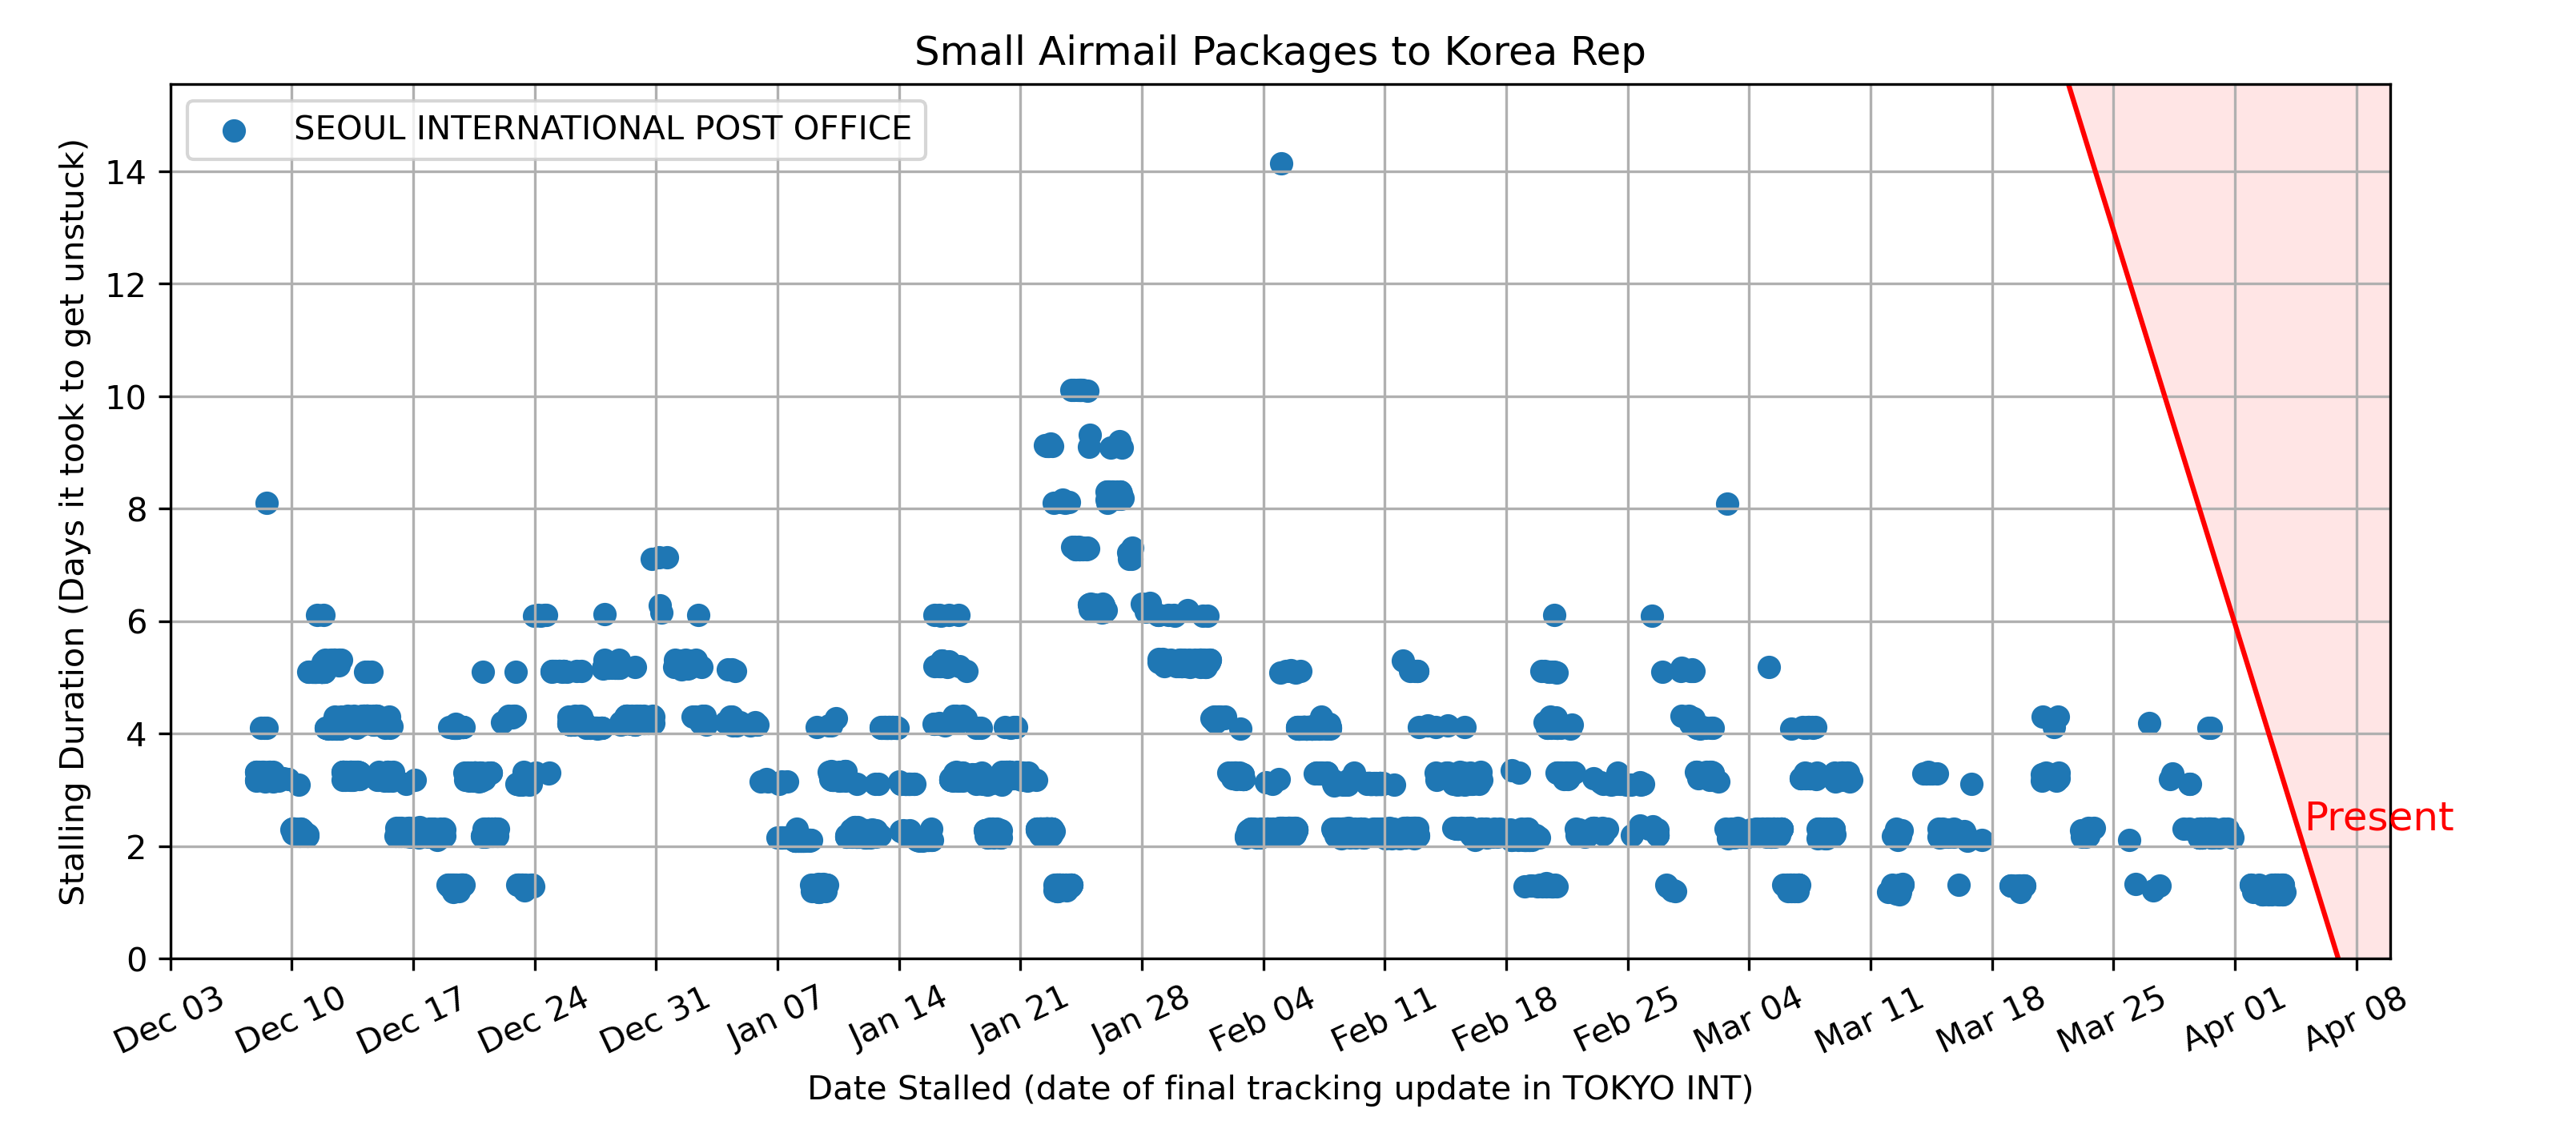 Small Airmail Packages to Korea Rep
SEOUL INTERNATIONAL POST OFFICE
Stalling Duration (Days it took to get unstuck)
14
12
10
8
6
4
2
0
Present
Dec 03
Dec 10
Dec 17
Dec 24
Dec 31
Jan 07
Jan 14
Jan 21
Jan 28
Feb 04
Feb 11
Feb 18
Feb 25
Mar 04
Mar 11
Mar 18
Mar 25
Apr 01
Apr 08
Date Stalled (date of final tracking update in TOKYO INT)